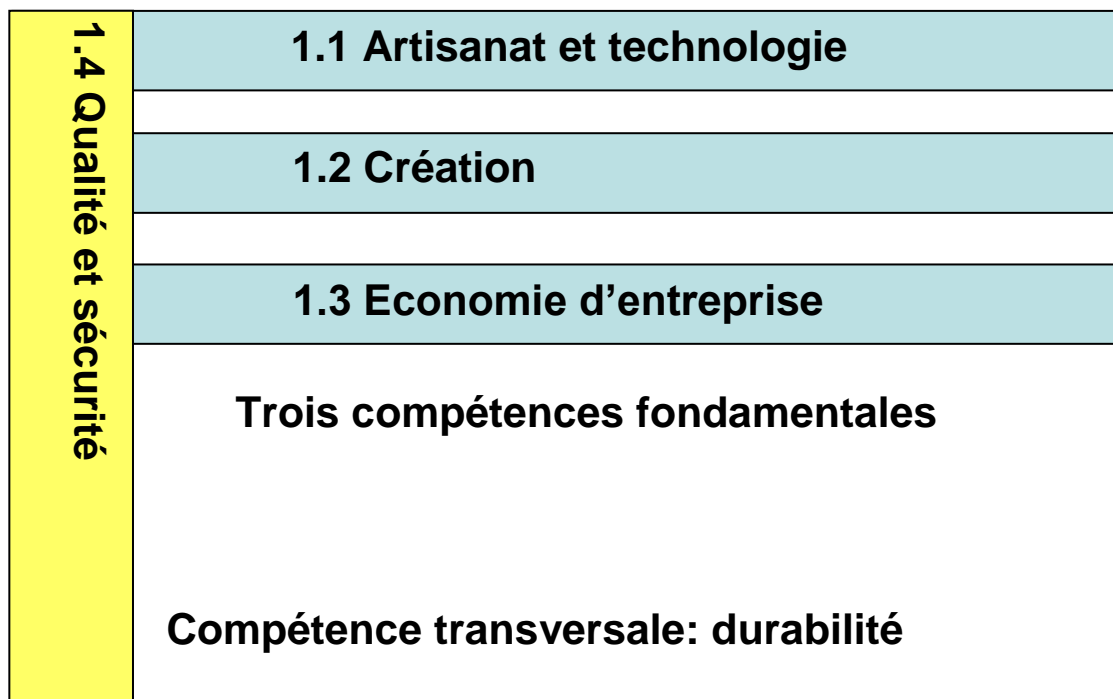 1.4 Qualité et sécurité
1.1 Artisanat et technologie
1.2 Création
1.3 Economie d’entreprise
Trois compétences fondamentales
Compétence transversale: durabilité